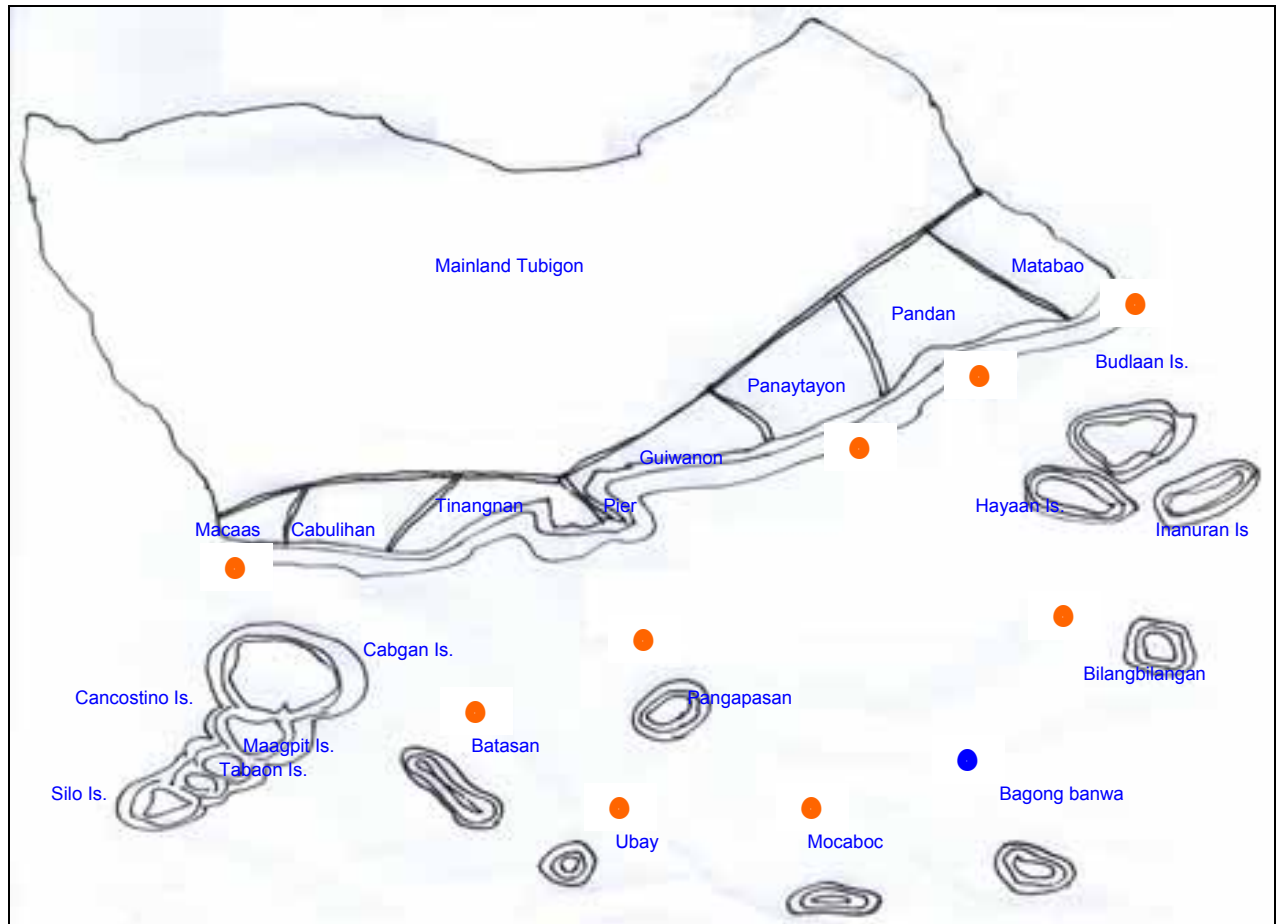 Mainland Tubigon
Matabao
Pandan
Budlaan Is.
Panaytayon
Guiwanon
Tinangnan
Pier
Hayaan Is.
Macaas
Cabulihan
Inanuran Is
Cabgan Is.
Bilangbilangan
Cancostino Is.
Pangapasan
Maagpit Is.
Batasan
Tabaon Is.
Silo Is.
Bagong banwa
Ubay
Mocaboc